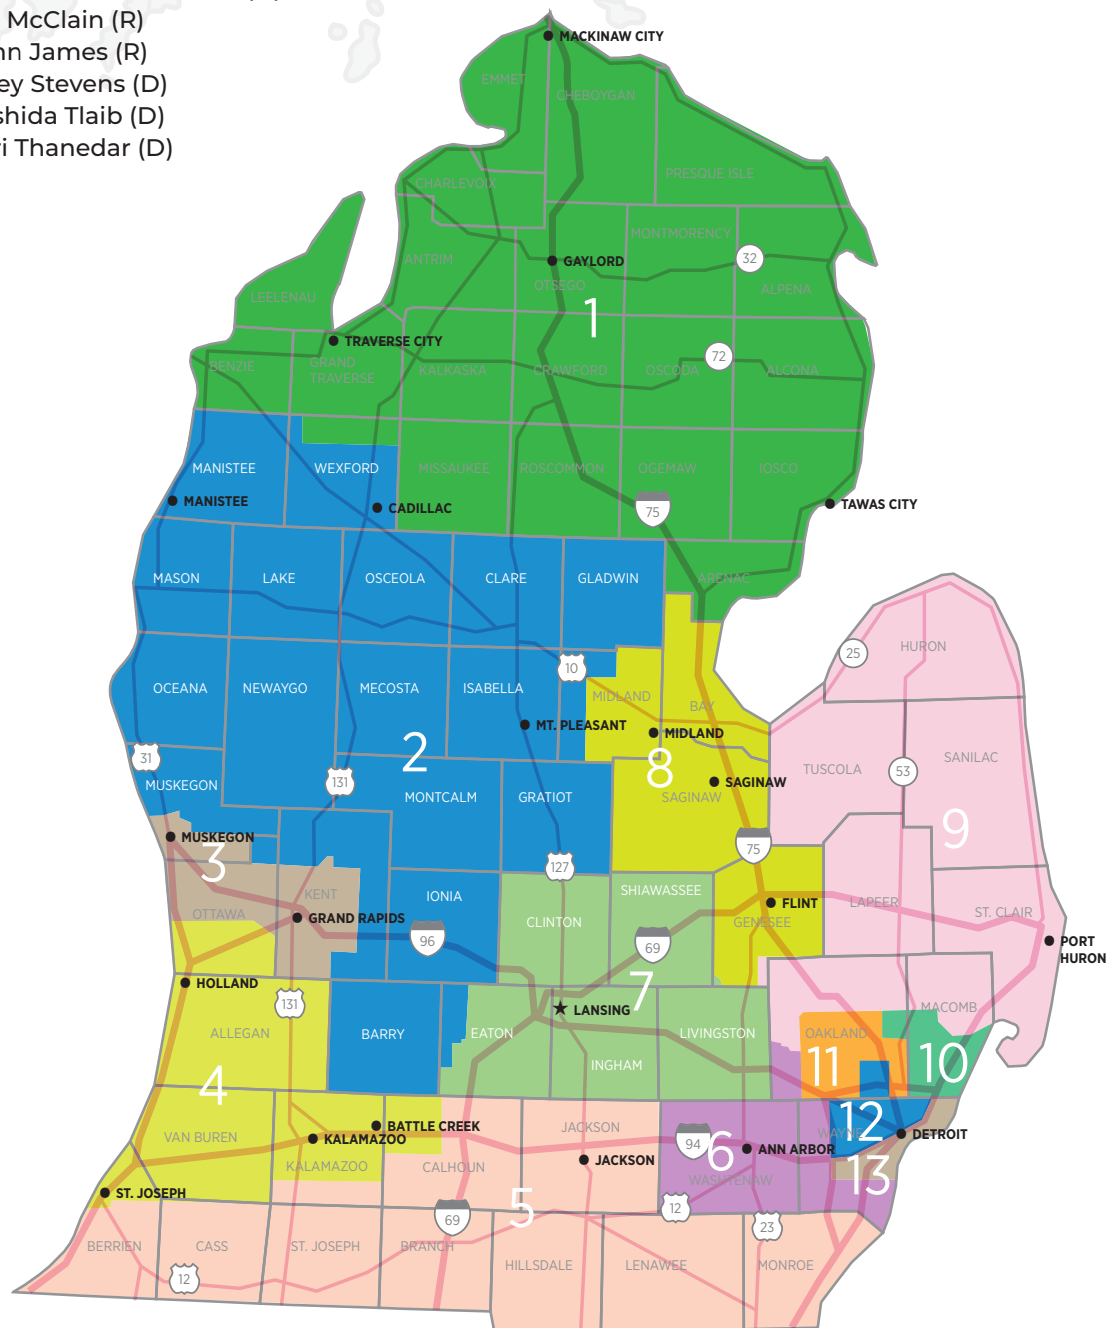 McClain (R)
nn James (R)
ey Stevens (D)
shida Tlaib (D)
i Thanedar (D)
MACKINAW CITY
EMMET
CHEBOYGAN
PRESQUE ISLE
CHARLEVOIX
MONTMORENCY
32
ANTRIM
GAYLORD
OTSEGO
ALPENA
LEELENAU
1
TRAVERSE CITY
72
BENZIE
GRAND
TRAVERSE
KALKASKA
CRAWFORD
OSCODA
ALCONA
MANISTEE
WEXFORD
MISSAUKEE
ROSCOMMON
OGEMAW
IOSCO
MANISTEE
CADILLAC
75
TAWAS CITY
MASON
LAKE
OSCEOLA
CLARE
GLADWIN
ARENAC
25
HURON
10
OCEANA
NEWAYGO
MECOSTA
ISABELLA
MIDLAND
BAY
MT. PLEASANT
MIDLAND
31
2
8
TUSCOLA
53
SANILAC
131
MUSKEGON
MONTCALM
GRATIOT
SAGINAW
SAGINAW
9
MUSKEGON
3
75
127
KENT
IONIA
SHIAWASSEE
FLINT
LAPEER
OTTAWA
GRAND RAPIDS
CLINTON
GENESEE
ST. CLAIR
96
69
PORT
HURON
HOLLAND
7
131
LANSING
MACOMB
ALLEGAN
BARRY
EATON
LIVINGSTON
OAKLAND
INGHAM
11
10
4
12
BATTLE CREEK
KALAMAZOO
JACKSON
WAYNE
DETROIT
VAN BUREN
94
6
ANN ARBOR
KALAMAZOO
CALHOUN
JACKSON
WASHTENAW
13
ST. JOSEPH
5
12
69
23
BERRIEN
CASS
ST. JOSEPH
BRANCH
HILLSDALE
LENAWEE
MONROE
12